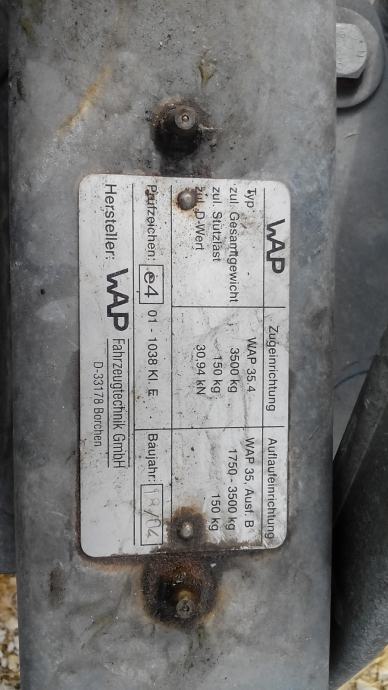 WAP Zugeinrichtung Auflaufeinrichtung
Typ WAP 35.4 WAP 35, Ausf. B
zul. Gesamtgewicht 3500 kg 1750 - 3500 kg
zul. Stützlast 150 kg 150 kg
zul. D-Wert 30,94 kN
Prüfzeichen: e4 01 - 1038 Kl. E Baujahr:
Hersteller: WAP Fahrzeugtechnik GmbH
D-33178 Borchen